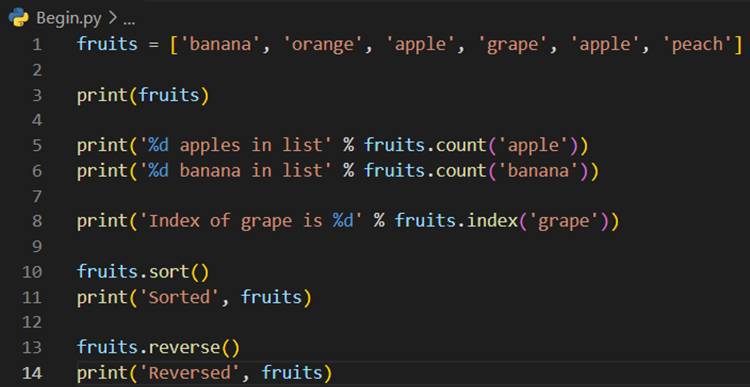 Begin.py > ...
1 fruits = ['banana', 'orange', 'apple', 'grape', 'apple', 'peach']
2
3 print(fruits)
4
5 print('%d apples in list' % fruits.count('apple'))
6 print('%d banana in list' % fruits.count('banana'))
7
8 print('Index of grape is %d' % fruits.index('grape'))
9
10 fruits.sort()
11 print('Sorted', fruits)
12
13 fruits.reverse()
14 print('Reversed', fruits)